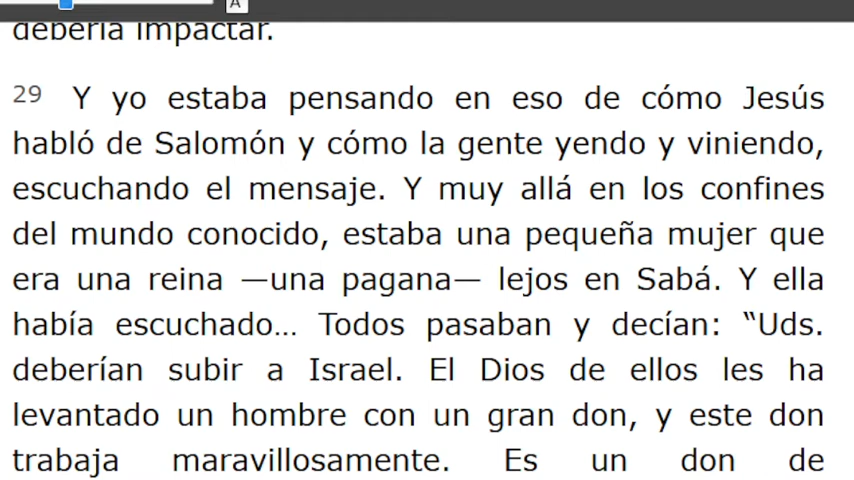 A
debería impactar.
29 Y yo estaba pensando en eso de cómo Jesús
habló de Salomón y cómo la gente yendo y viniendo,
escuchando el mensaje. Y muy allá en los confines
del mundo conocido, estaba una pequeña mujer que
era una reina —una pagana— lejos en Sabá. Y ella
había escuchado… Todos pasaban y decían: “Uds.
deberían subir a Israel. El Dios de ellos les ha
levantado un hombre con un gran don, y este don
trabaja maravillosamente. Es un don de